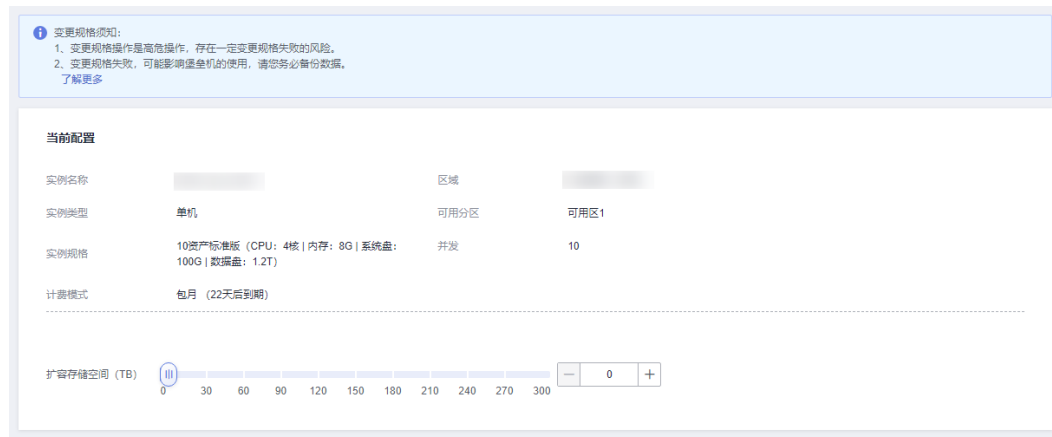 变更规格须知:
1、变更规格操作是高危操作，存在一定变更规格失败的风险。
2、变更规格失败，可能影响堡垒机的使用，请您务必备份数据。
了解更多
当前配置
实例名称 区域
实例类型 单机 可用分区 可用区1
实例规格 10资产标准版（CPU：4核 | 内存：8G | 系统盘：
100G | 数据盘：1.2T） 并发 10
计费模式 包月 （22天后到期）
扩容存储空间（TB） 0
0 30 60 90 120 150 180 210 240 270 300